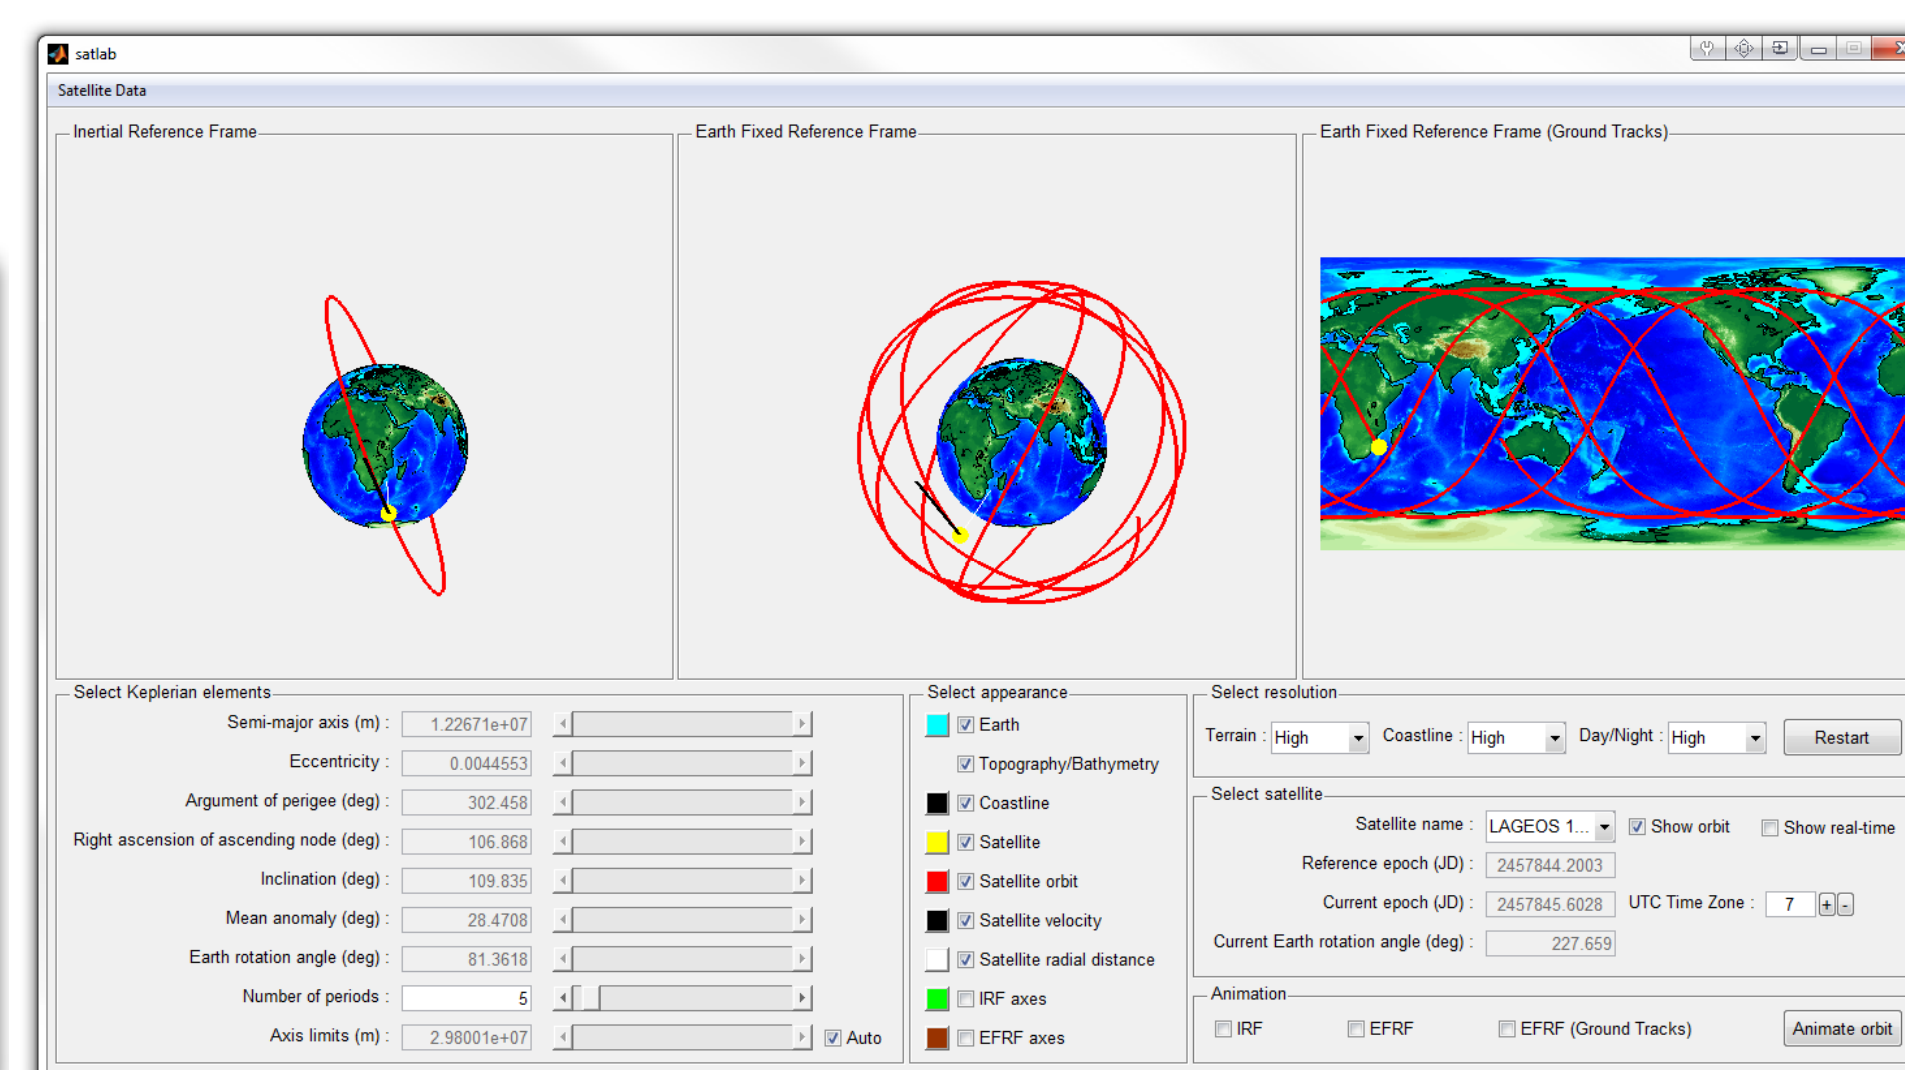 satlab
Satellite Data
Inertial Reference Frame
Earth Fixed Reference Frame
Earth Fixed Reference Frame (Ground Tracks)
Select Keplerian elements
Semi-major axis (m) : 1.22671e+07
Eccentricity : 0.0044553
Argument of perigee (deg) : 302.458
Right ascension of ascending node (deg) : 106.868
Inclination (deg) : 109.835
Mean anomaly (deg) : 28.4708
Earth rotation angle (deg) : 81.3618
Number of periods : 5
Axis limits (m) : 2.98001e+07 Auto
Select appearance
Earth
Topography/Bathymetry
Coastline
Satellite
Satellite orbit
Satellite velocity
Satellite radial distance
IRF axes
EFRF axes
Select resolution
Terrain : High Coastline : High Day/Night : High Restart
Select satellite
Satellite name : LAGEOS 1... Show orbit Show real-time
Reference epoch (JD) : 2457844.2003
Current epoch (JD) : 2457845.6028 UTC Time Zone : 7 + -
Current Earth rotation angle (deg) : 227.659
Animation
IRF EFRF EFRF (Ground Tracks) Animate orbit